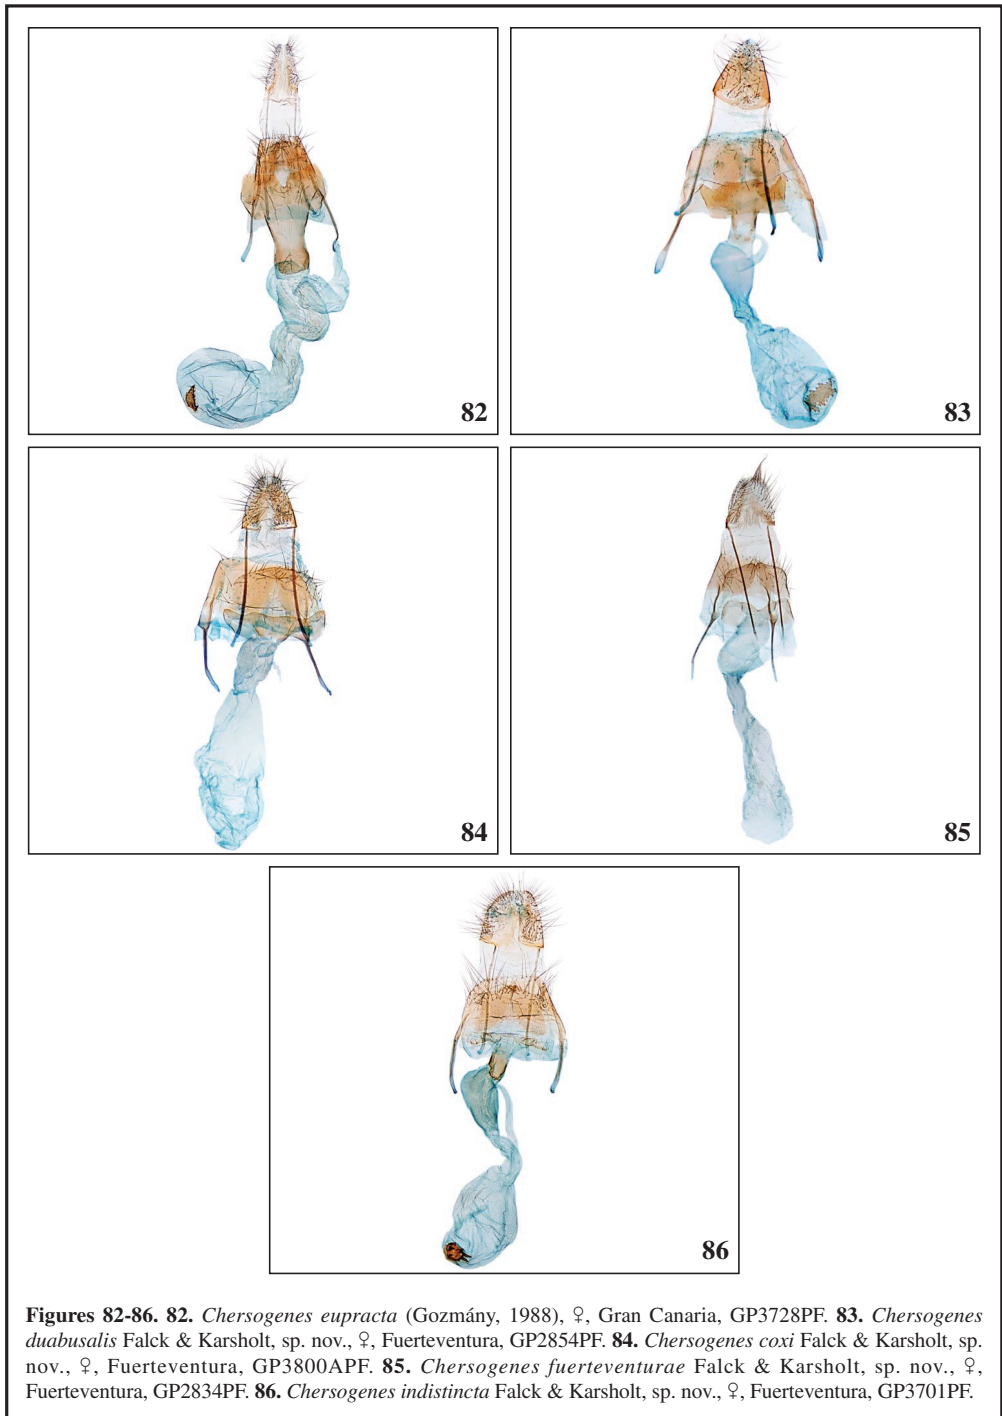 82
83
84
85
86
Figures 82-86. 82. Chersogenes eupracta (Gozmány, 1988), ♀, Gran Canaria, GP3728PF. 83. Chersogenes
duabusalis Falck & Karsholt, sp. nov., ♀, Fuerteventura, GP2854PF. 84. Chersogenes coxi Falck & Karsholt, sp.
nov., ♀, Fuerteventura, GP3800APF. 85. Chersogenes fuerteventurae Falck & Karsholt, sp. nov., ♀,
Fuerteventura, GP2834PF. 86. Chersogenes indistincta Falck & Karsholt, sp. nov., ♀, Fuerteventura, GP3701PF.